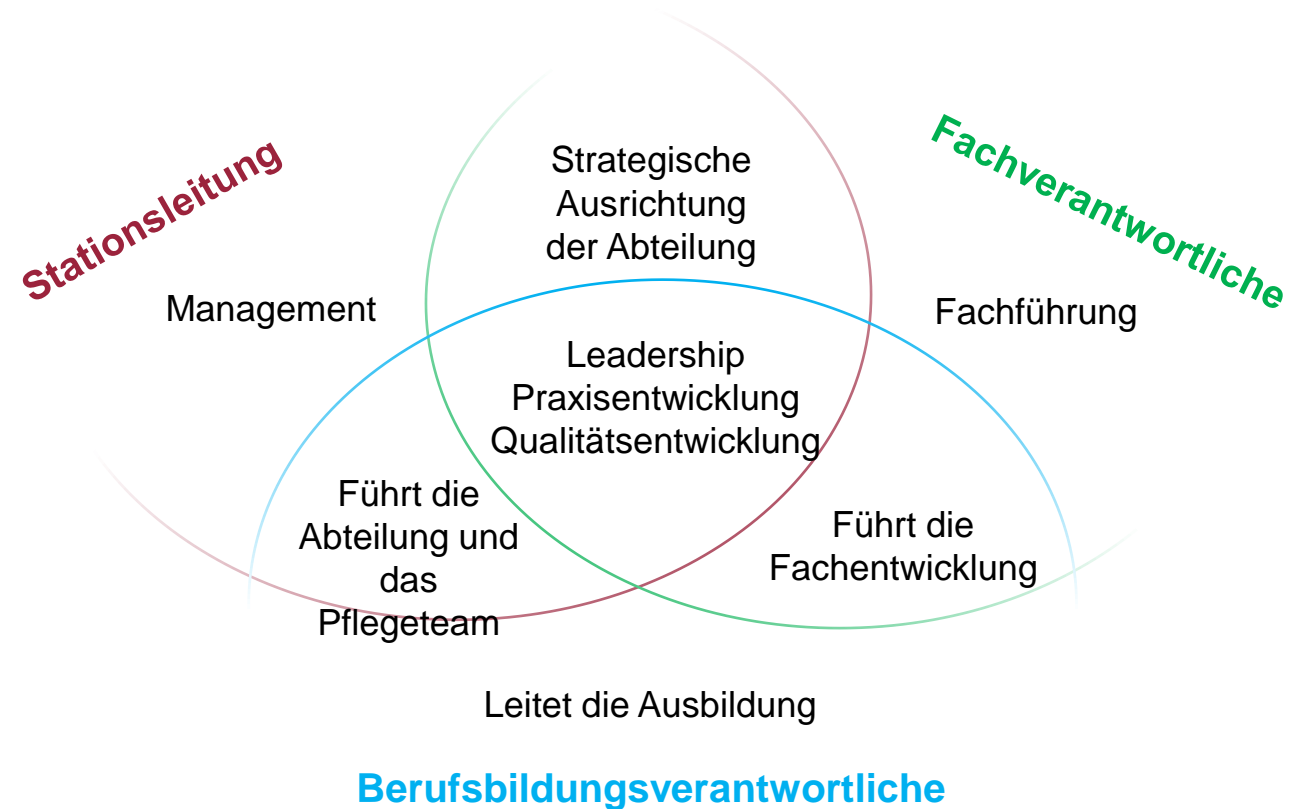 Stationsleitung
Fachverantwortliche
Strategische
Ausrichtung
der Abteilung
Management
Fachführung
Leadership
Praxisentwicklung
Qualitätsentwicklung
Führt die
Abteilung und
das
Pflegeteam
Führt die
Fachentwicklung
Leitet die Ausbildung
Berufsbildungsverantwortliche